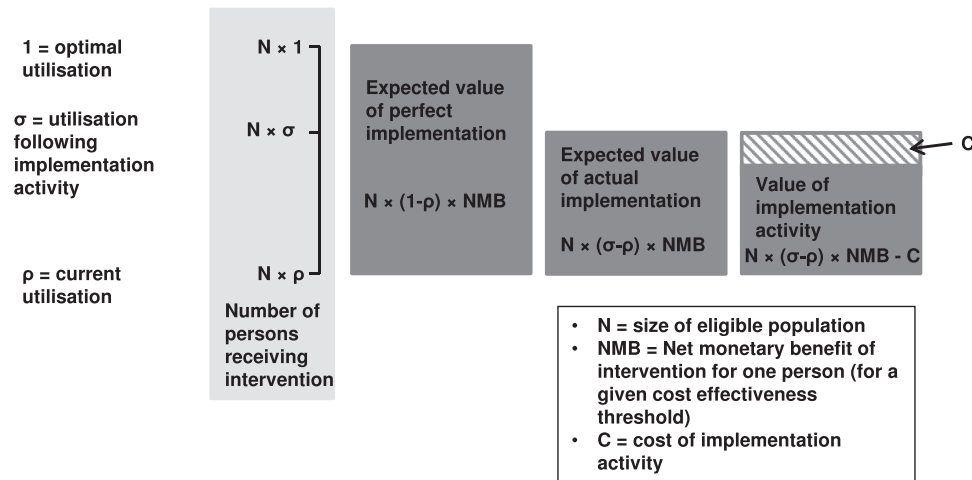 1 = optimal
utilisation
σ = utilisation
following
implementation
activity
ρ = current
utilisation
N × 1
N × σ
N × ρ
Number of
persons
receiving
intervention
Expected value
of perfect
implementation
N × (1-ρ) × NMB
Expected value
of actual
implementation
N × (σ-ρ) × NMB
C
Value of
implementation
activity
N × (σ-ρ) × NMB - C
• N = size of eligible population
• NMB = Net monetary benefit of
intervention for one person (for a
given cost effectiveness
threshold)
• C = cost of implementation
activity